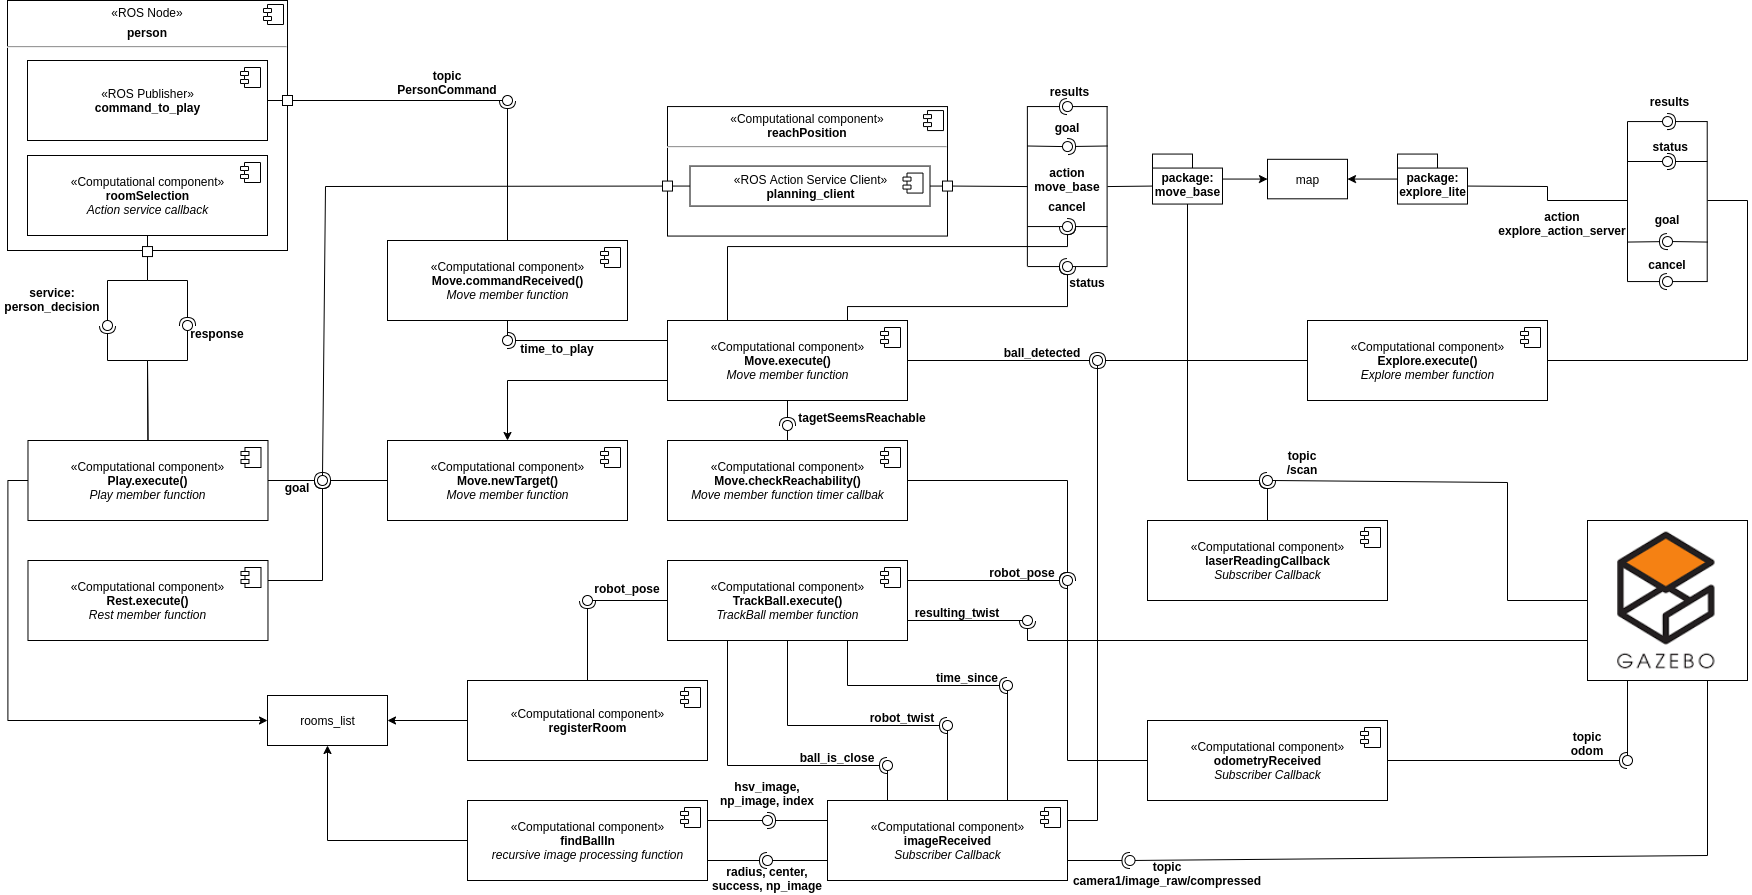 «ROS Node»
person
«ROS Publisher»
command_to_play
«Computational component»
roomSelection
Action service callback
topic
PersonCommand
«Computational component»
reachPosition
«ROS Action Service Client»
planning_client
results
goal
action
move_base
cancel
status
package:
move_base
map
package:
explore_lite
results
status
goal
cancel
action
explore_action_server
service:
person_decision
response
«Computational component»
Move.commandReceived()
Move member function
time_to_play
«Computational component»
Move.execute()
Move member function
ball_detected
«Computational component»
Explore.execute()
Explore member function
tagetSeemsReachable
«Computational component»
Play.execute()
Play member function
goal
«Computational component»
Move.newTarget()
Move member function
«Computational component»
Move.checkReachability()
Move member function timer callbak
topic
/scan
«Computational component»
laserReadingCallback
Subscriber Callback
GAZEBO
«Computational component»
Rest.execute()
Rest member function
robot_pose
«Computational component»
TrackBall.execute()
TrackBall member function
robot_pose
resulting_twist
time_since
robot_twist
ball_is_close
rooms_list
«Computational component»
registerRoom
«Computational component»
odometryReceived
Subscriber Callback
topic
odom
hsv_image,
np_image, index
«Computational component»
findBallIn
recursive image processing function
radius, center,
success, np_image
«Computational component»
imageReceived
Subscriber Callback
topic
camera1/image_raw/compressed